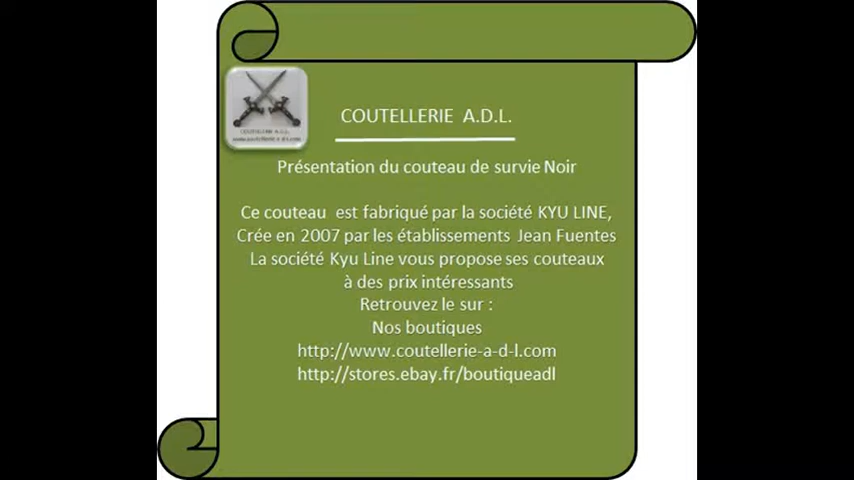 COUTELLERIE A.D.L.
COUTELLERIE A.D.L.
Présentation du couteau de survie Noir
Ce couteau est fabriqué par la société KYU LINE,
Crée en 2007 par les établissements Jean Fuentes
La société Kyu Line vous propose ses couteaux
à des prix intéressants
Retrouvez le sur :
Nos boutiques
http://www.coutellerie-a-d-l.com
http://stores.ebay.fr/boutiqueadl